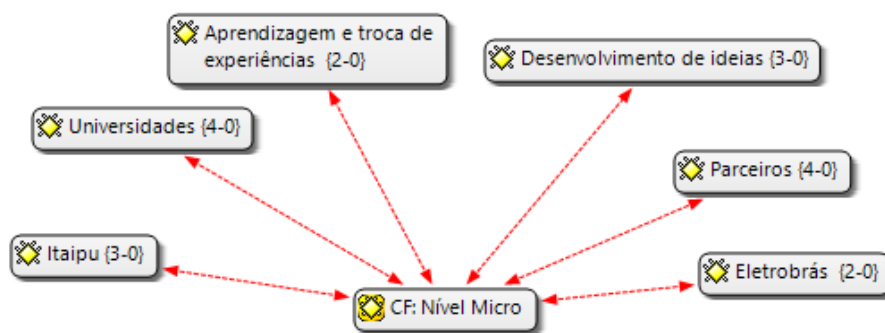 Aprendizagem e troca de
experiências {2-0}
Desenvolvimento de ideias {3-0}
Universidades {4-0}
Parceiros {4-0}
Itaipu {3-0}
Eletrobrás {2-0}
CF: Nível Micro